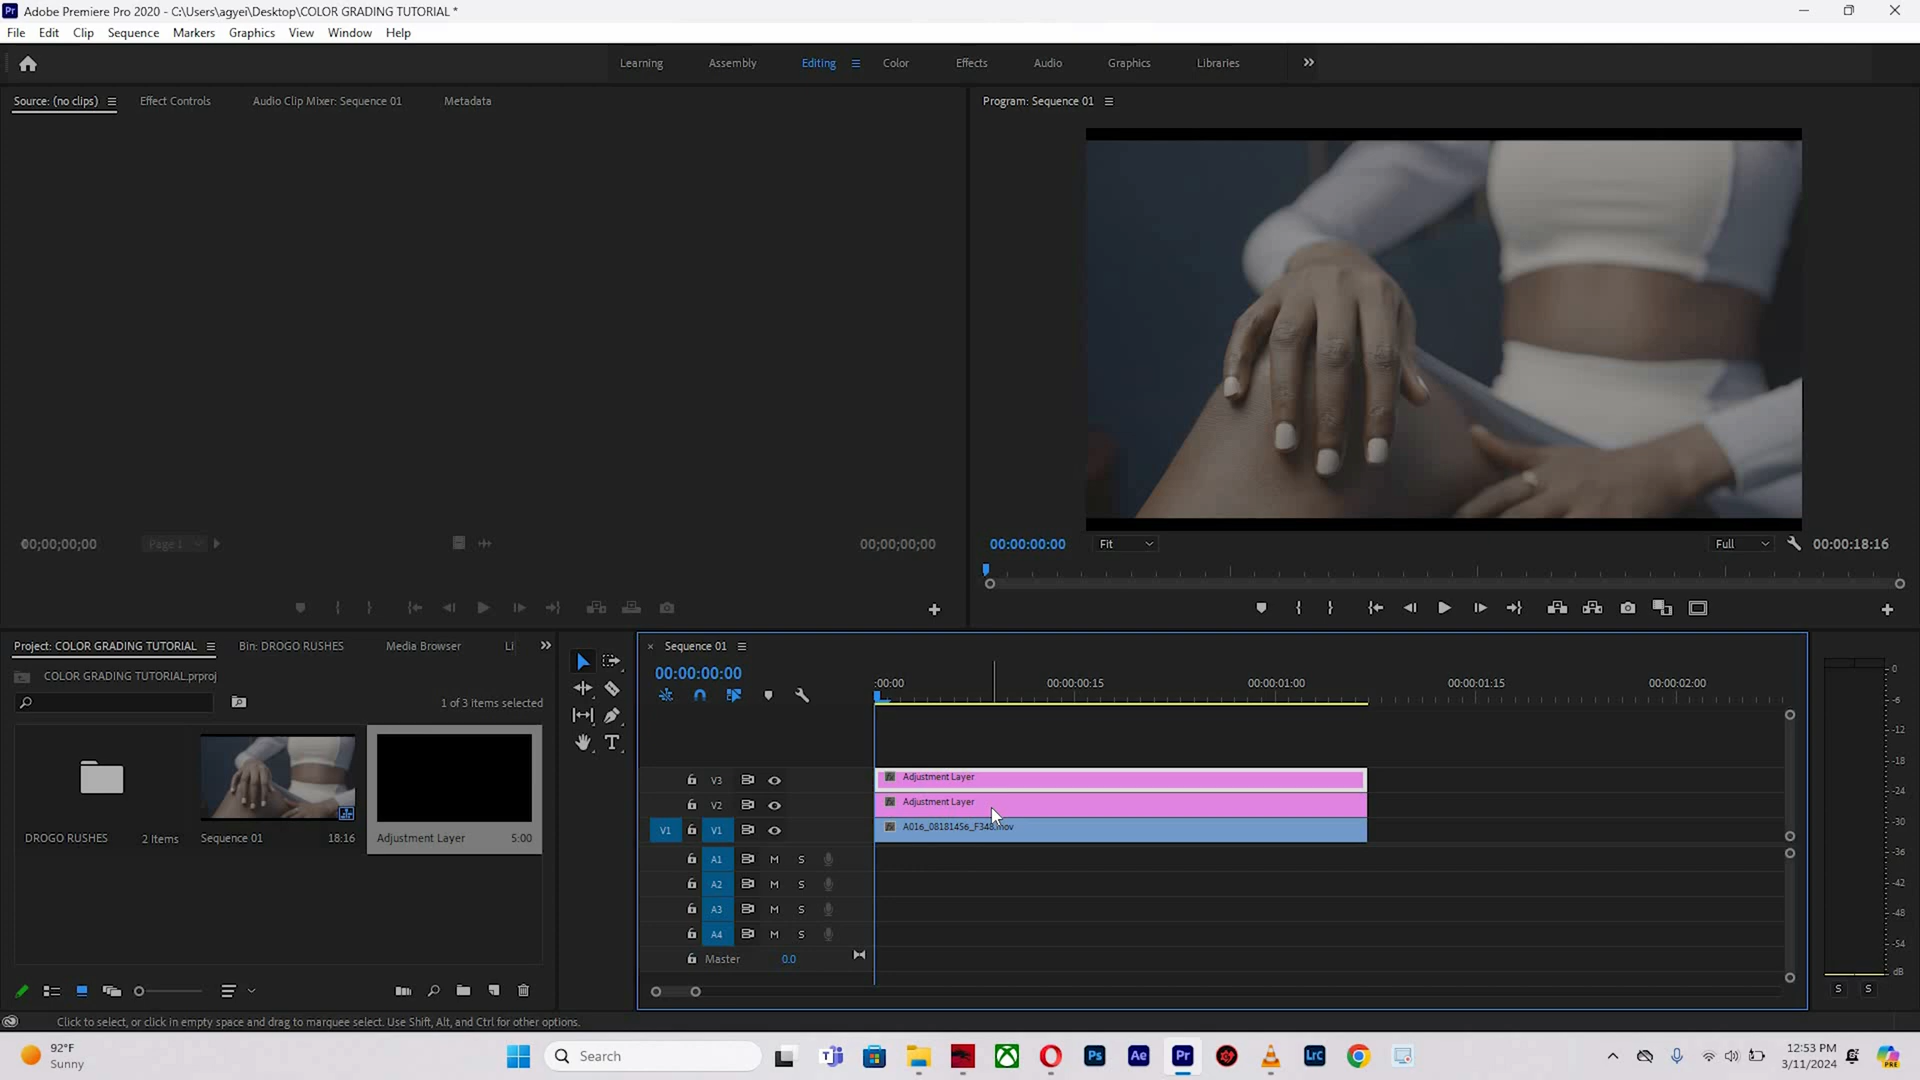 Adobe Premiere Pro 2020 - C:\Users\agyei\Desktop\COLOR GRADING TUTORIAL *
File Edit Clip Sequence Markers Graphics View Window Help
Learning Assembly Editing Color Effects Audio Graphics Libraries
Source: (no clips) Effect Controls Audio Clip Mixer: Sequence 01 Metadata
Program: Sequence 01
00;00;00;00 Page 1 00;00;00;00
00:00:00:00 Fit Full 00:00:18:16
Project: COLOR GRADING TUTORIAL Bin: DROGO RUSHES Media Browser Li
COLOR GRADING TUTORIAL.prproj
1 of 3 items selected
DROGO RUSHES 2 Items Sequence 01 18:16 Adjustment Layer 5:00
Sequence 01
00:00:00:00
:00:00 00:00:00:15 00:00:01:00 00:00:01:15 00:00:02:00
V3 Adjustment Layer
V2 Adjustment Layer
V1 V1 A016_08181456_F348.mov
A1 M S
A2 M S
A3 M S
A4 M S
Master 0.0
0
-6
-12
-18
-24
-30
-36
-42
-48
-54
dB
S S
Click to select, or click in empty space and drag to marquee select. Use Shift, Alt, and Ctrl for other options.
92°F
Sunny
Search
Ps Ae Pr Lrc
12:53 PM
3/11/2024
PRE